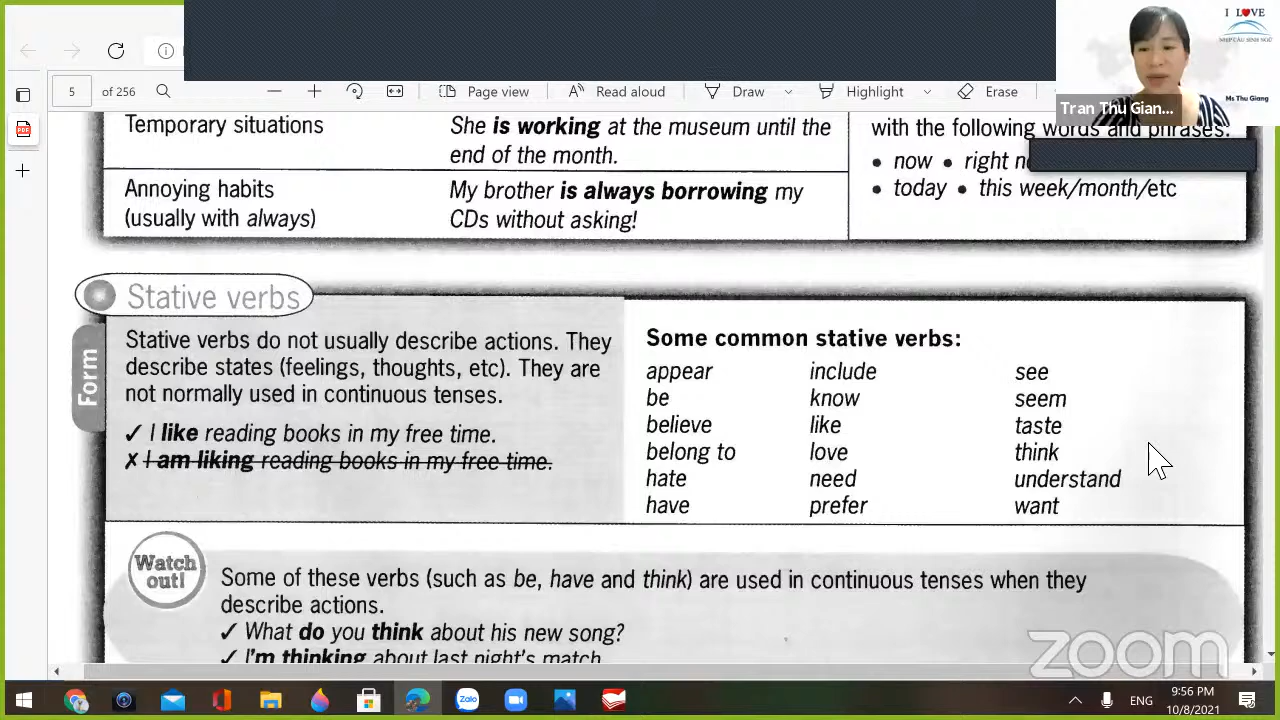 I LOVE
NHỊP CẦU SINH NGỮ
Ms Thu Giang
Tran Thu Gian...
5 of 256
Page view
Read aloud
Draw
Highlight
Erase
Temporary situations
She is working at the museum until the
end of the month.
Annoying habits
(usually with always)
My brother is always borrowing my
CDs without asking!
with the following words and phrases:
• now • right
• today • this week/month/etc
Stative verbs
Form
Stative verbs do not usually describe actions. They
describe states (feelings, thoughts, etc). They are
not normally used in continuous tenses.
✓ I like reading books in my free time.
✗ I am liking reading books in my free time.
Some common stative verbs:
appear include see
be know seem
believe like taste
belong to love think
hate need understand
have prefer want
Watch
out!
Some of these verbs (such as be, have and think) are used in continuous tenses when they
describe actions.
✓ What do you think about his new song?
✓ I'm thinking about last night's match
zoom
Zalo
ENG
9:56 PM
10/8/2021